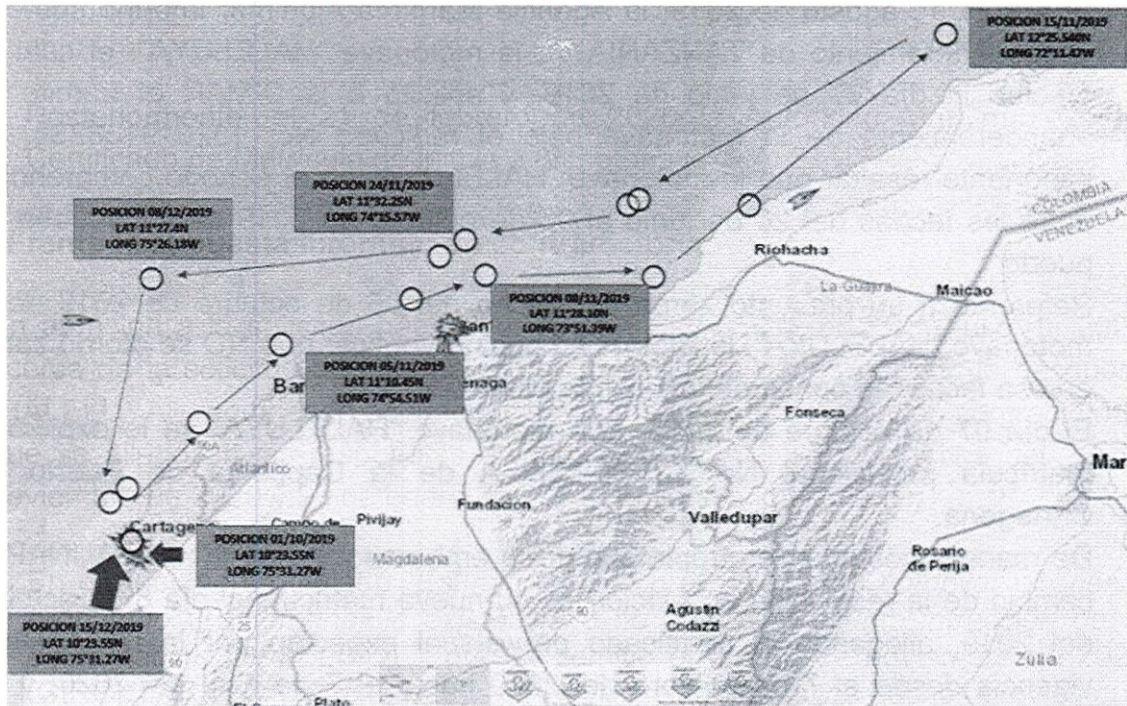 POSICION 15/11/2019
LAT 12°25.540N
LONG 72°11.47W
COLOMBIA
VENEZUELA
POSICION 24/11/2019
LAT 11°32.25N
LONG 74°15.57W
POSICION 08/12/2019
LAT 11°27.4N
LONG 75°26.18W
Riohacha
La Guajira
Maicao
POSICION 08/11/2019
LAT 11°28.10N
LONG 73°51.39W
San
POSICION 05/11/2019
LAT 11°10.45N
LONG 74°54.51W
Bar
enaga
Fonseca
Atlantico
Mar
Fundacion
Valledupar
Cartagena
Campo de
Pivijay
Magdalena
POSICION 01/10/2019
LAT 10°23.55N
LONG 75°31.27W
Rosario
de Perija
POSICION 15/12/2019
LAT 10°23.55N
LONG 75°31.27W
Agustin
Codazzi
Zulia
Plato